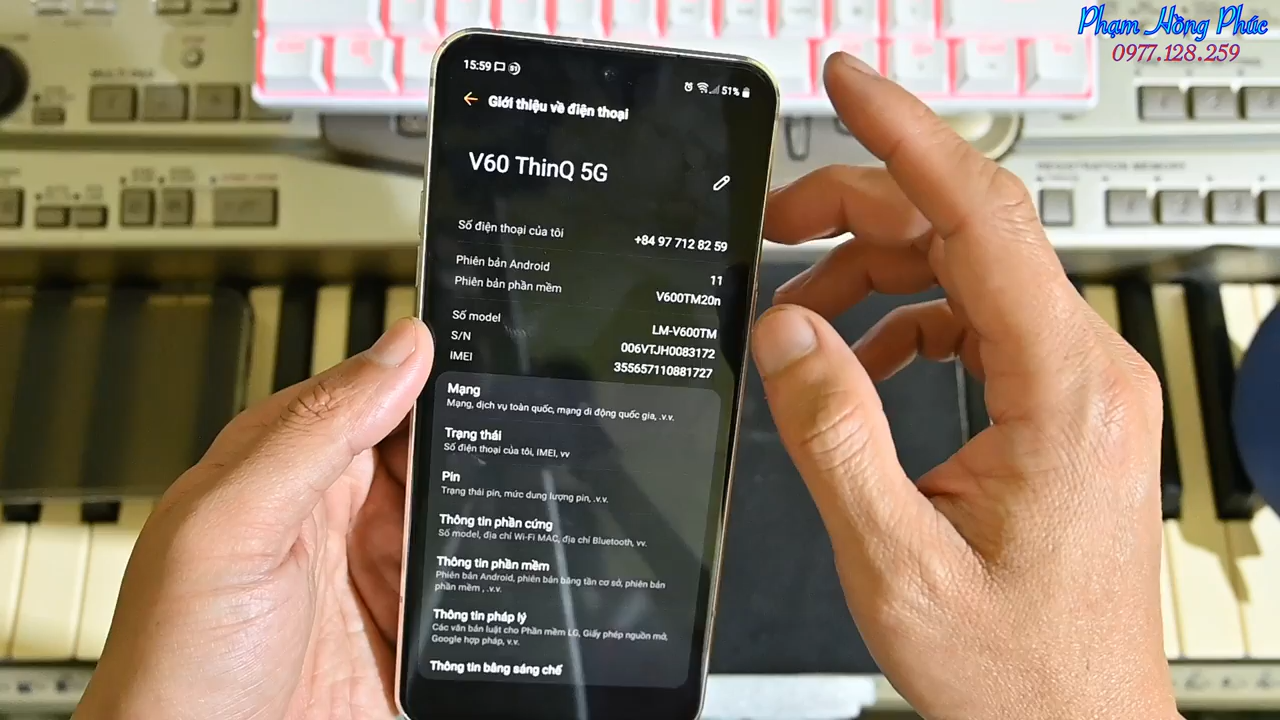 Phạm Hồng Phúc
0977.128.259
MULTI PAD
REGISTRATION MEMORY
15:59
51%
Giới thiệu về điện thoại
V60 ThinQ 5G
Số điện thoại của tôi
+84 97 712 82 59
Phiên bản Android
11
Phiên bản phần mềm
V600TM20n
Số model
LM-V600TM
S/N
006VTJH0083172
IMEI
355657110881727
Mạng
Mạng, dịch vụ toàn quốc, mạng di động quốc gia, .v.v.
Trạng thái
Số điện thoại của tôi, IMEI, vv
Pin
Trạng thái pin, mức dung lượng pin, .v.v.
Thông tin phần cứng
Số model, địa chỉ Wi-Fi MAC, địa chỉ Bluetooth, vv.
Thông tin phần mềm
Phiên bản Android, phiên bản băng tần cơ sở, phiên bản
phần mềm , .v.v.
Thông tin pháp lý
Các văn bản luật cho Phần mềm LG, Giấy phép nguồn mở,
Google hợp pháp, v.v.
Thông tin bằng sáng chế